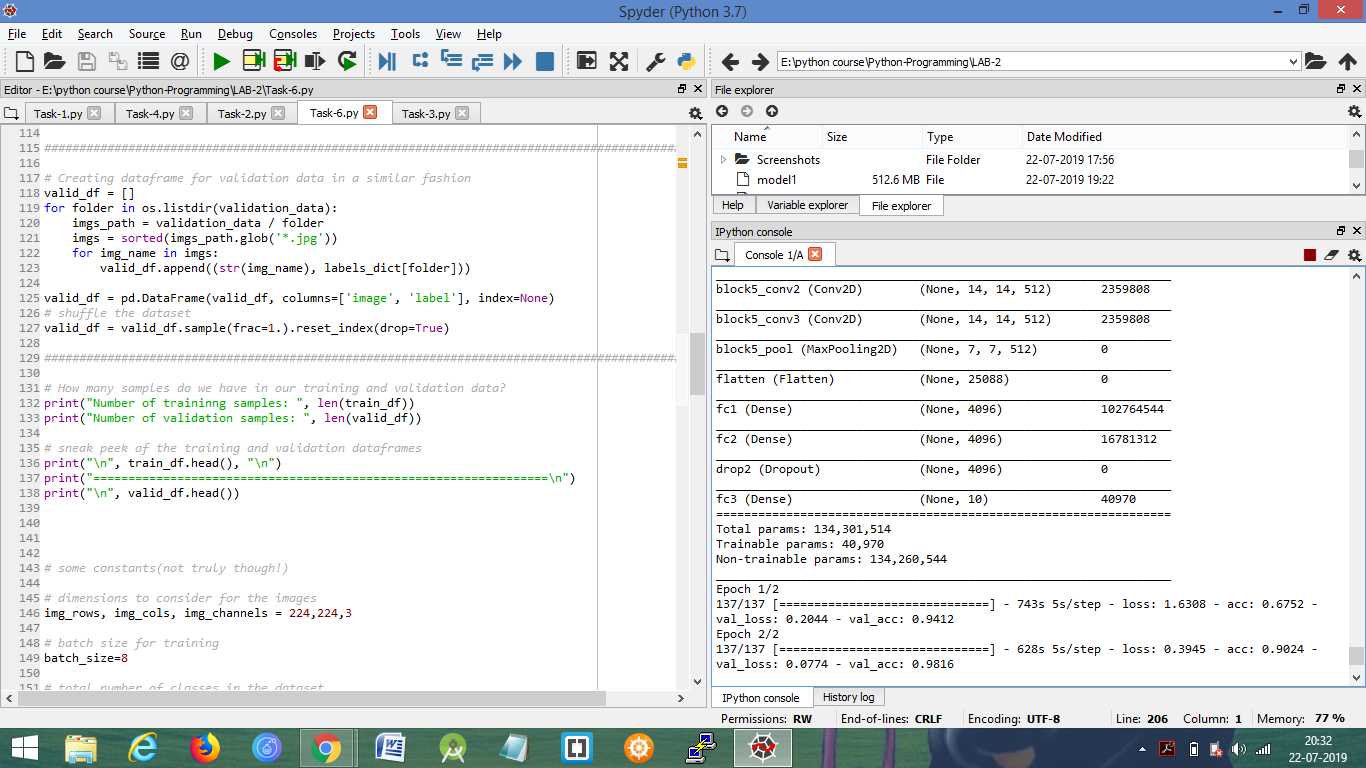 Spyder (Python 3.7)
File Edit Search Source Run Debug Consoles Projects Tools View Help
E:\python course\Python-Programming\LAB-2
Editor - E:\python course\Python-Programming\LAB-2\Task-6.py
Task-1.py Task-4.py Task-2.py Task-6.py Task-3.py
114
115 ##########################################################################################
116
117 # Creating dataframe for validation data in a similar fashion
118 valid_df = []
119 for folder in os.listdir(validation_data):
120     imgs_path = validation_data / folder
121     imgs = sorted(imgs_path.glob('*.jpg'))
122     for img_name in imgs:
123         valid_df.append((str(img_name), labels_dict[folder]))
124
125 valid_df = pd.DataFrame(valid_df, columns=['image', 'label'], index=None)
126 # shuffle the dataset
127 valid_df = valid_df.sample(frac=1.).reset_index(drop=True)
128
129 ##########################################################################################
130
131 # How many samples do we have in our training and validation data?
132 print("Number of traininng samples: ", len(train_df))
133 print("Number of validation samples: ", len(valid_df))
134
135 # sneak peek of the training and validation dataframes
136 print("\n", train_df.head(), "\n")
137 print("=================================================================\n")
138 print("\n", valid_df.head())
139
140
141
142
143 # some constants(not truly though!)
144
145 # dimensions to consider for the images
146 img_rows, img_cols, img_channels = 224,224,3
147
148 # batch size for training
149 batch_size=8
150
151 # total number of classes in the dataset
File explorer
Name Size Type Date Modified
Screenshots File Folder 22-07-2019 17:56
model1 512.6 MB File 22-07-2019 19:22
Help Variable explorer File explorer
IPython console
Console 1/A
_________________________________________________________________
block5_conv2 (Conv2D) (None, 14, 14, 512) 2359808
_________________________________________________________________
block5_conv3 (Conv2D) (None, 14, 14, 512) 2359808
_________________________________________________________________
block5_pool (MaxPooling2D) (None, 7, 7, 512) 0
_________________________________________________________________
flatten (Flatten) (None, 25088) 0
_________________________________________________________________
fc1 (Dense) (None, 4096) 102764544
_________________________________________________________________
fc2 (Dense) (None, 4096) 16781312
_________________________________________________________________
drop2 (Dropout) (None, 4096) 0
_________________________________________________________________
fc3 (Dense) (None, 10) 40970
=================================================================
Total params: 134,301,514
Trainable params: 40,970
Non-trainable params: 134,260,544
_________________________________________________________________
Epoch 1/2
137/137 [==============================] - 743s 5s/step - loss: 1.6308 - acc: 0.6752 -
val_loss: 0.2044 - val_acc: 0.9412
Epoch 2/2
137/137 [==============================] - 628s 5s/step - loss: 0.3945 - acc: 0.9024 -
val_loss: 0.0774 - val_acc: 0.9816
IPython console History log
Permissions: RW End-of-lines: CRLF Encoding: UTF-8 Line: 206 Column: 1 Memory: 77 %
20:32
22-07-2019